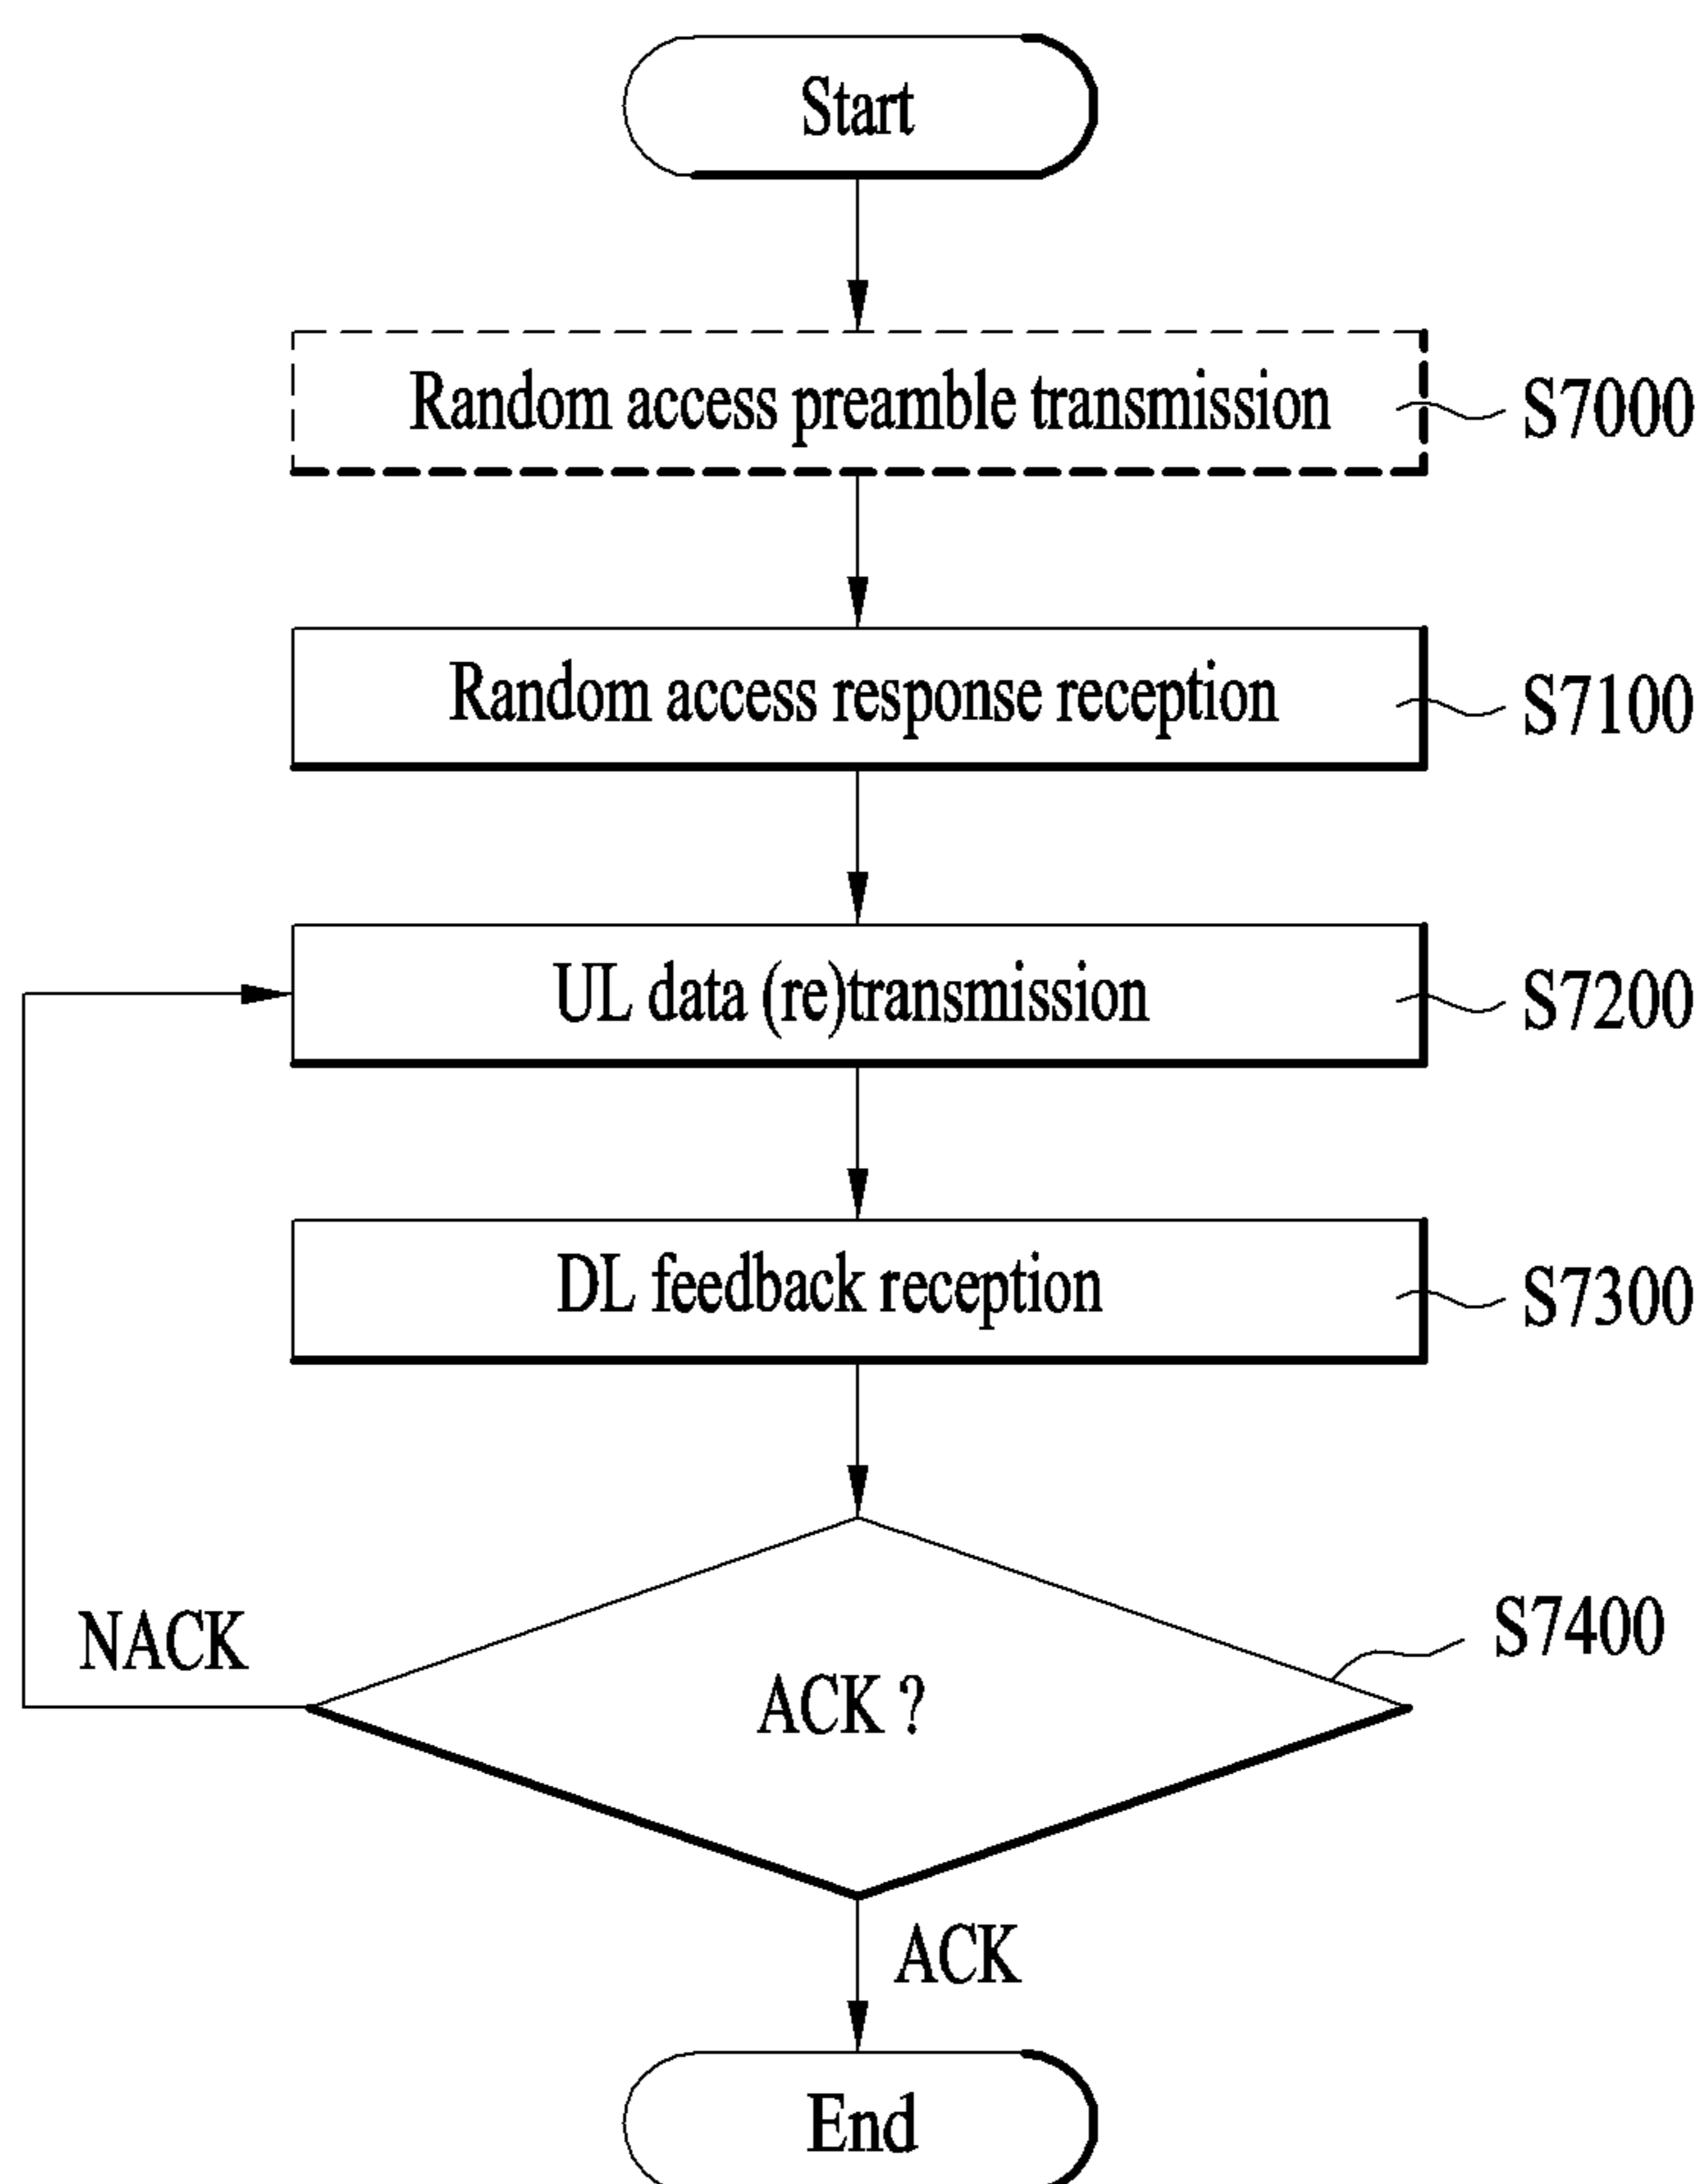 Start
Random access preamble transmission
S7000
Random access response reception
S7100
UL data (re)transmission
S7200
DL feedback reception
S7300
NACK
ACK ?
S7400
ACK
End